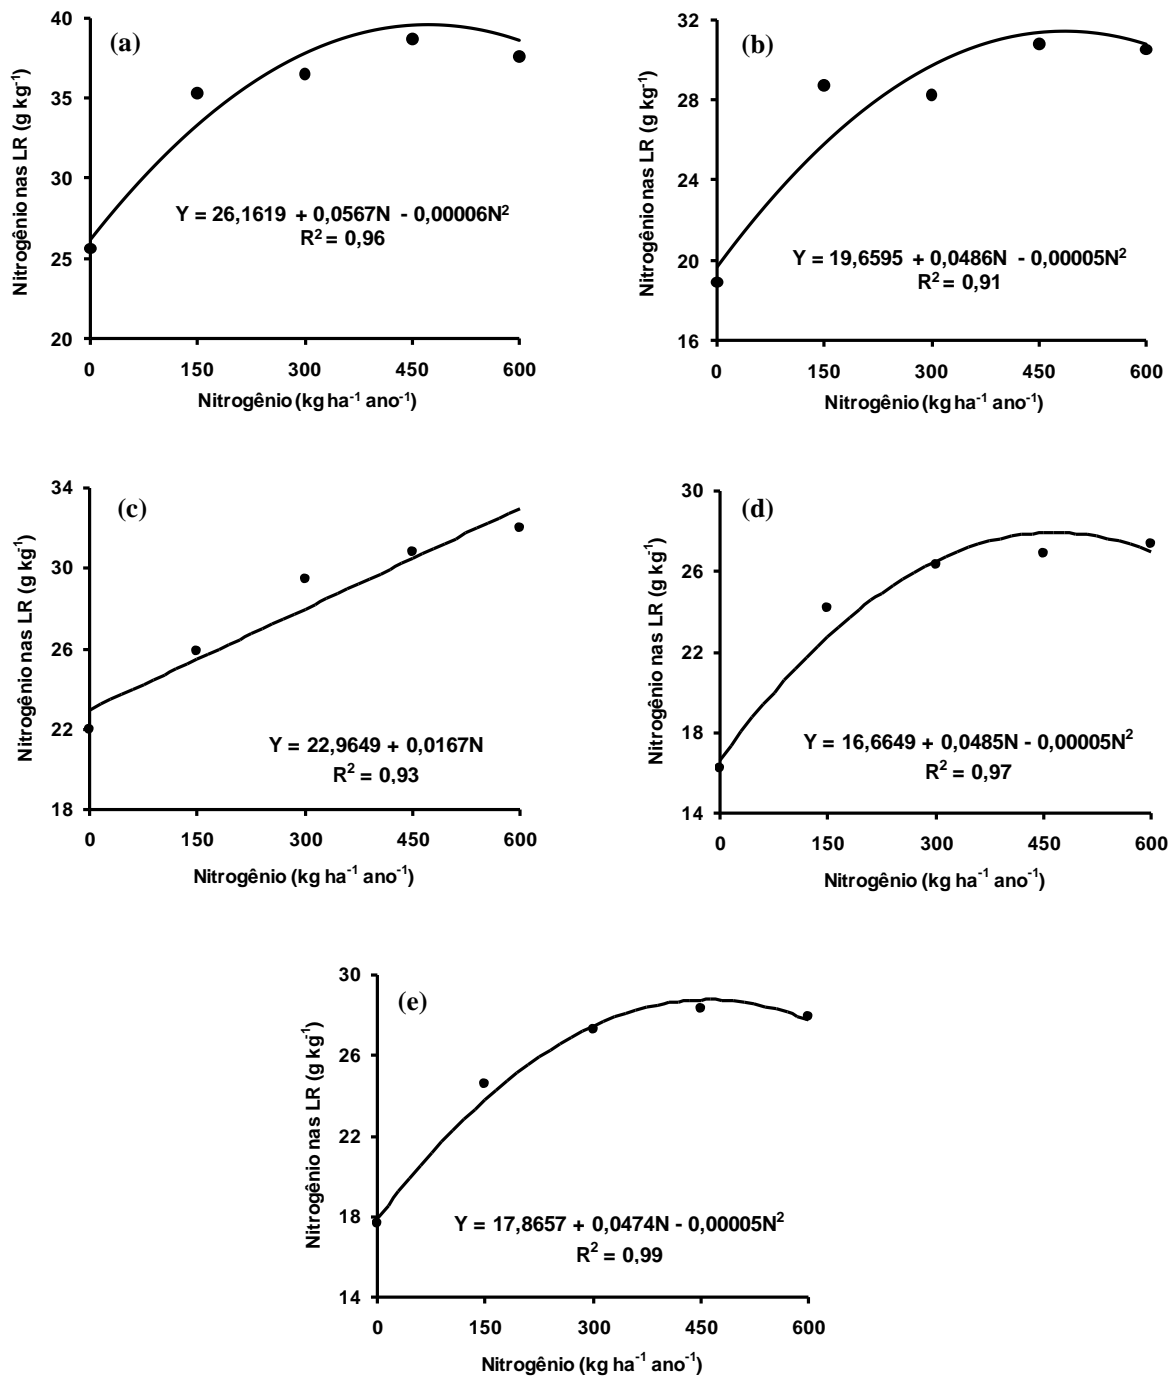 (a)
Nitrogênio nas LR (g kg⁻¹)
40
35
30
25
20
Y = 26,1619 + 0,0567N - 0,00006N²
R² = 0,96
0 150 300 450 600
Nitrogênio (kg ha⁻¹ ano⁻¹)
(b)
Nitrogênio nas LR (g kg⁻¹)
32
28
24
20
16
Y = 19,6595 + 0,0486N - 0,00005N²
R² = 0,91
0 150 300 450 600
Nitrogênio (kg ha⁻¹ ano⁻¹)
(c)
Nitrogênio nas LR (g kg⁻¹)
34
30
26
22
18
Y = 22,9649 + 0,0167N
R² = 0,93
0 150 300 450 600
Nitrogênio (kg ha⁻¹ ano⁻¹)
(d)
Nitrogênio nas LR (g kg⁻¹)
30
26
22
18
14
Y = 16,6649 + 0,0485N - 0,00005N²
R² = 0,97
0 150 300 450 600
Nitrogênio (kg ha⁻¹ ano⁻¹)
(e)
Nitrogênio nas LR (g kg⁻¹)
30
26
22
18
14
Y = 17,8657 + 0,0474N - 0,00005N²
R² = 0,99
0 150 300 450 600
Nitrogênio (kg ha⁻¹ ano⁻¹)